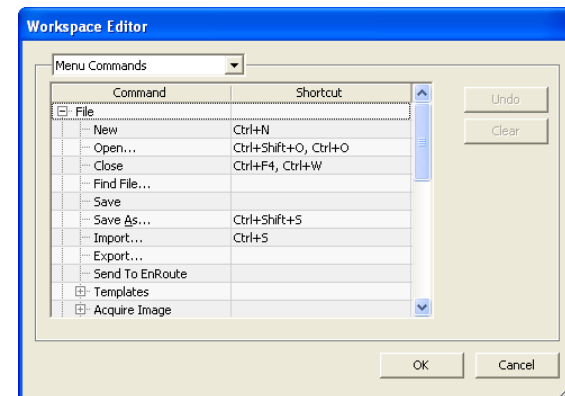 Workspace Editor
Menu Commands
Command Shortcut
File
New Ctrl+N
Open... Ctrl+Shift+O, Ctrl+O
Close Ctrl+F4, Ctrl+W
Find File...
Save
Save As... Ctrl+Shift+S
Import... Ctrl+S
Export...
Send To EnRoute
Templates
Acquire Image
Undo
Clear
OK Cancel